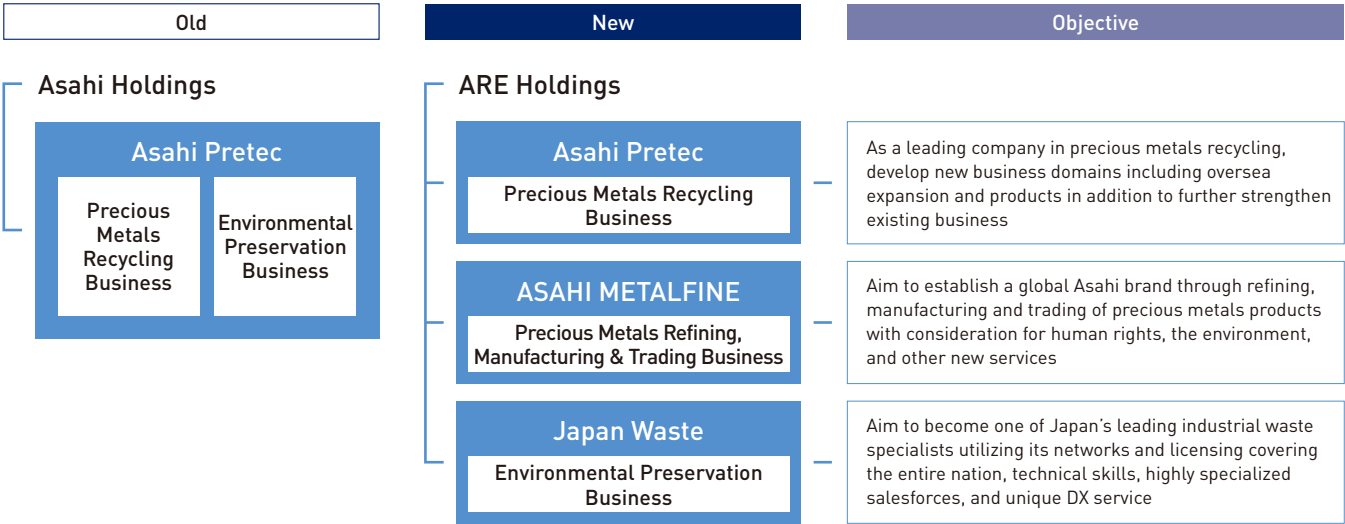 Old
New
Objective
Asahi Holdings
Asahi Pretec
Precious
Metals
Recycling
Business
Environmental
Preservation
Business
ARE Holdings
Asahi Pretec
Precious Metals Recycling
Business
As a leading company in precious metals recycling,
develop new business domains including oversea
expansion and products in addition to further strengthen
existing business
ASAHI METALFINE
Precious Metals Refining,
Manufacturing & Trading Business
Aim to establish a global Asahi brand through refining,
manufacturing and trading of precious metals products
with consideration for human rights, the environment,
and other new services
Japan Waste
Environmental Preservation
Business
Aim to become one of Japan's leading industrial waste
specialists utilizing its networks and licensing covering
the entire nation, technical skills, highly specialized
salesforces, and unique DX service